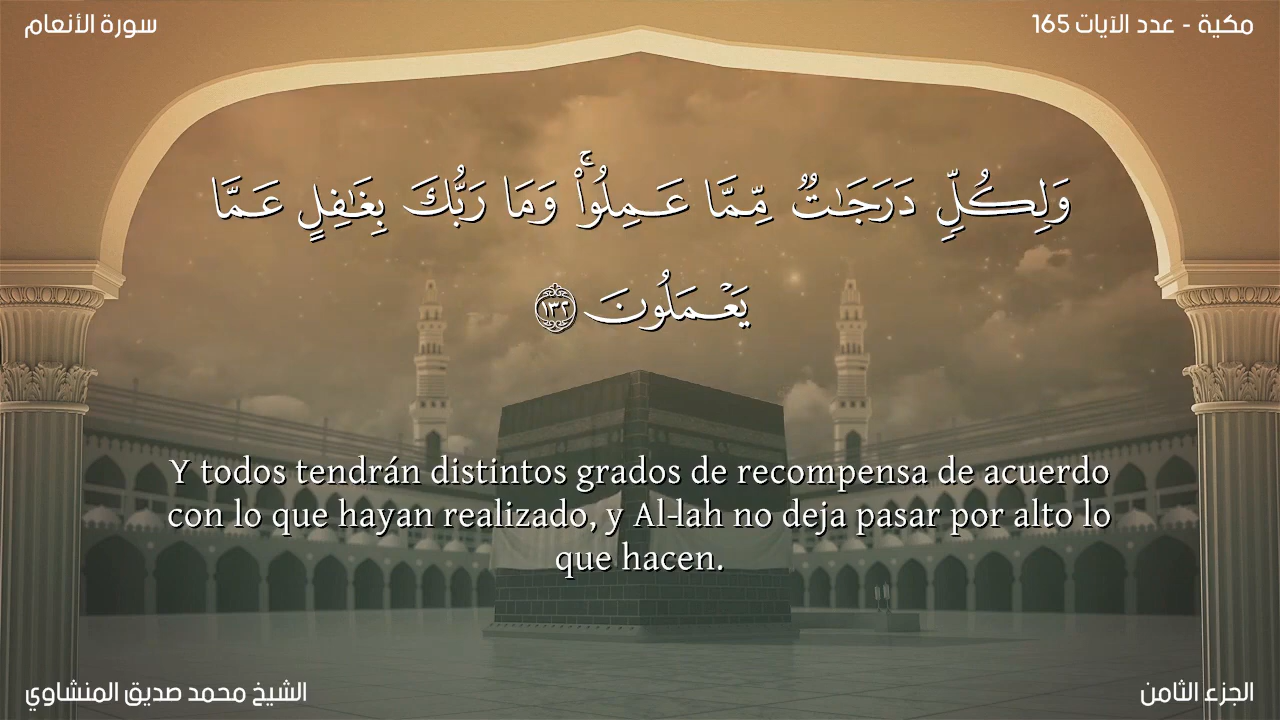 سورة الأنعام
مكية - عدد الآيات 165
وَلِكُلٍّ دَرَجَـٰتٌ مِّمَّا عَمِلُوا۟ ۚ وَمَا رَبُّكَ بِغَـٰفِلٍ عَمَّا
يَعْمَلُونَ ١٣٢
Y todos tendrán distintos grados de recompensa de acuerdo
con lo que hayan realizado, y Al-lah no deja pasar por alto lo
que hacen.
الشيخ محمد صديق المنشاوي
الجزء الثامن